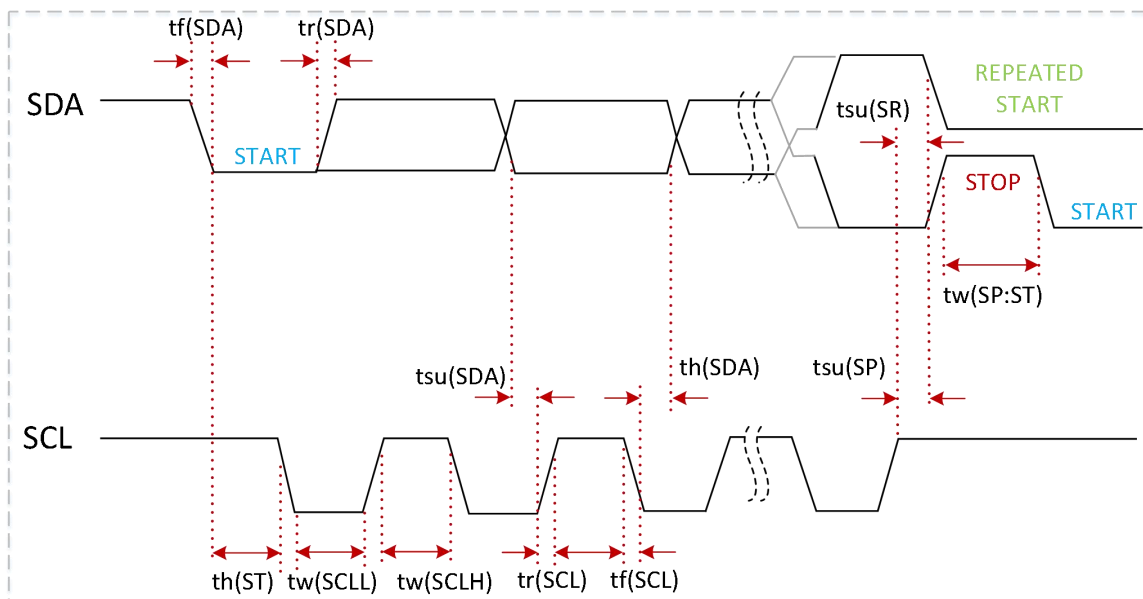 tf(SDA)
tr(SDA)
SDA
START
tsu(SR)
REPEATED
START
STOP
START
tw(SP:ST)
tsu(SDA)
th(SDA)
tsu(SP)
SCL
th(ST)
tw(SCLL)
tw(SCLH)
tr(SCL)
tf(SCL)